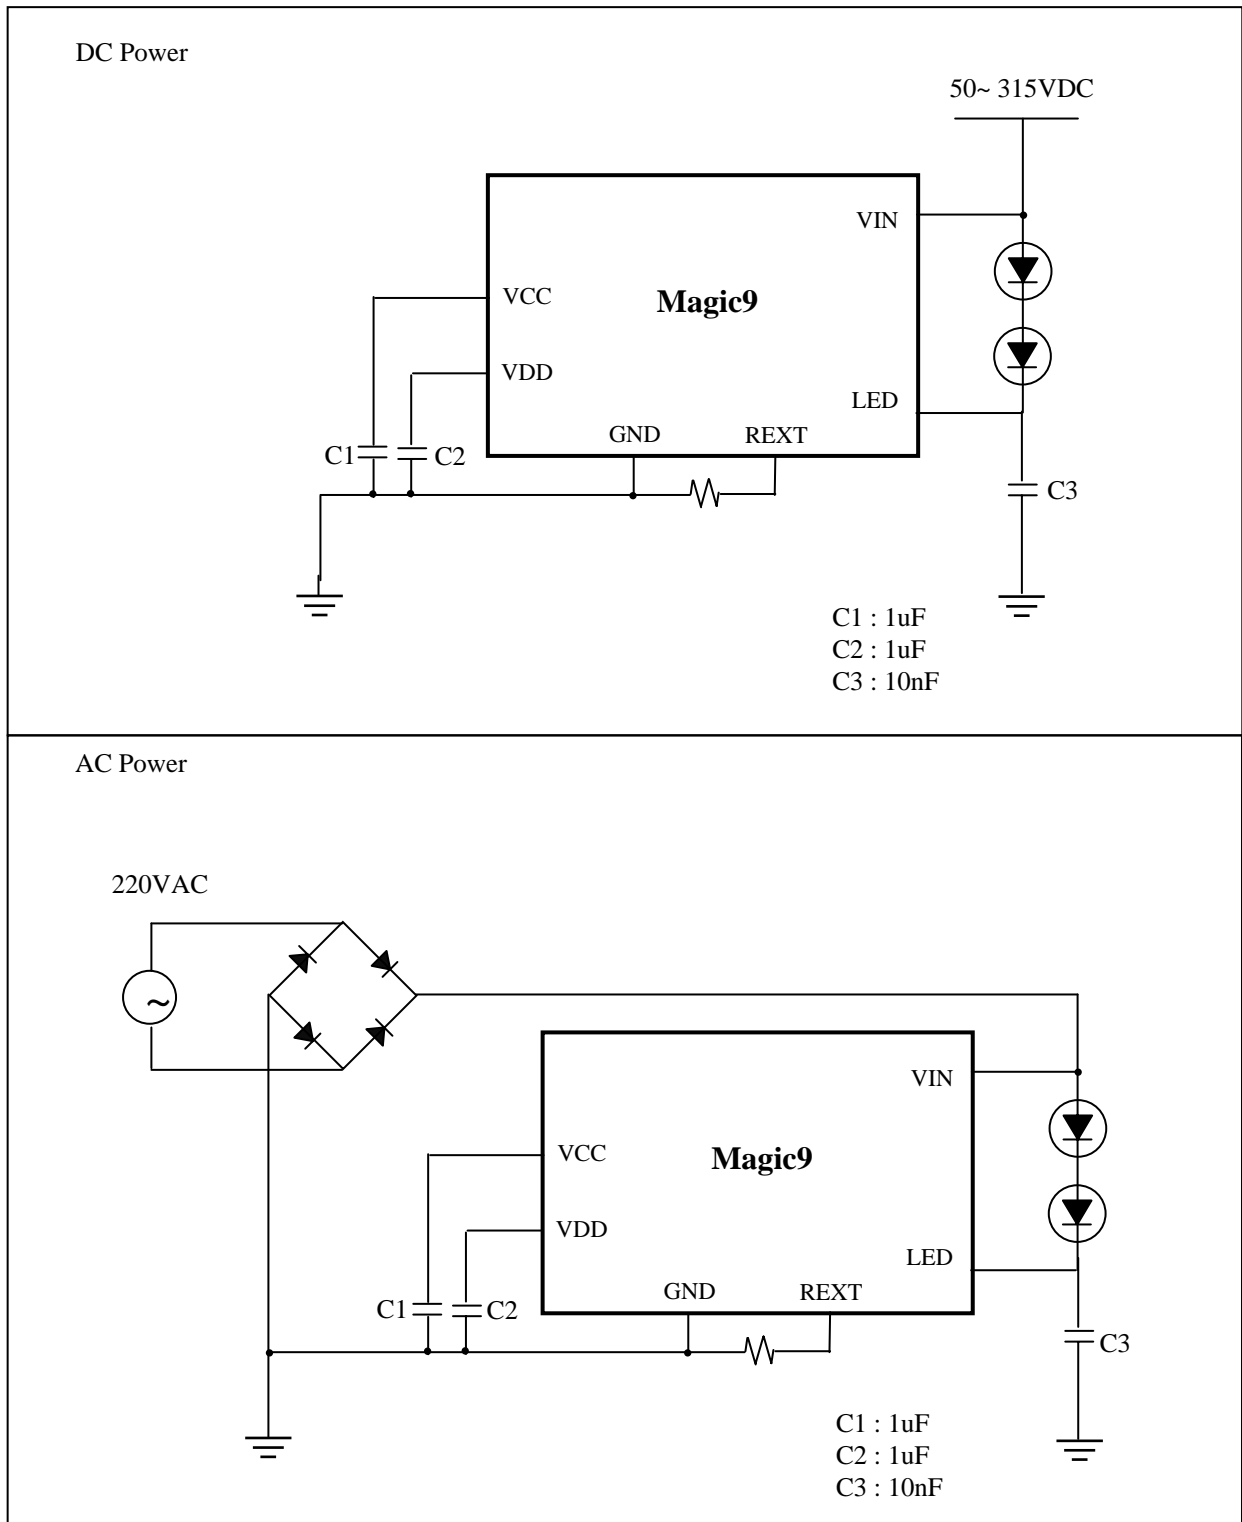 DC Power
50~ 315VDC
VIN
VCC
Magic9
VDD
LED
GND
REXT
C1
C2
C3
C1 : 1uF
C2 : 1uF
C3 : 10nF
AC Power
220VAC
~
VIN
VCC
Magic9
VDD
LED
GND
REXT
C1
C2
C3
C1 : 1uF
C2 : 1uF
C3 : 10nF